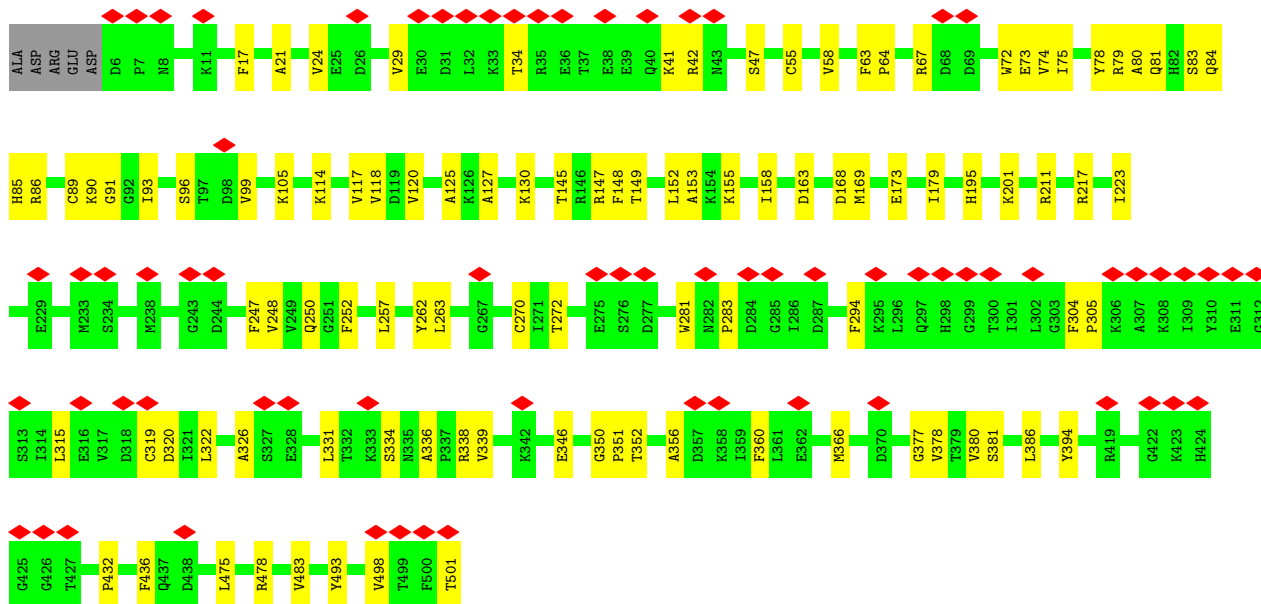 ALA ASP ARG GLU ASP D6 P7 N8 K11 F17 A21 V24 E25 D26 V29 E30 D31 L32 K33 T34 R35 E36 T37 E38 E39 Q40 K41 R42 N43 S47 C55 V58 F63 P64 R67 D68 D69 W72 E73 V74 I75 Y78 R79 A80 Q81 H82 S83 Q84
H85 R86 C89 K90 G91 G92 I93 S96 T97 D98 V99 K105 K114 V117 V118 D119 V120 A125 K126 A127 K130 T145 R146 R147 F148 T149 L152 A153 K154 K155 I158 D163 D168 M169 E173 I179 H195 K201 R211 R217 I223
E229 M233 S234 M238 G243 D244 F247 V248 V249 Q250 G251 F252 L257 Y262 L263 G267 C270 I271 T272 E275 S276 D277 W281 N282 P283 D284 G285 I286 D287 F294 K295 L296 Q297 H298 G299 T300 I301 L302 G303 F304 P305 K306 A307 K308 I309 Y310 E311 G312
S313 I314 L315 E316 V317 D318 C319 D320 I321 L322 A326 S327 E328 L331 T332 K333 S334 N335 A336 P337 R338 V339 K342 E346 G350 P351 T352 A356 D357 K358 I359 F360 L361 E362 M366 D370 G377 V378 T379 V380 S381 L386 Y394 R419 G422 K423 H424
G425 G426 T427 P432 F436 Q437 D438 L475 R478 V483 Y493 V498 T499 F500 T501